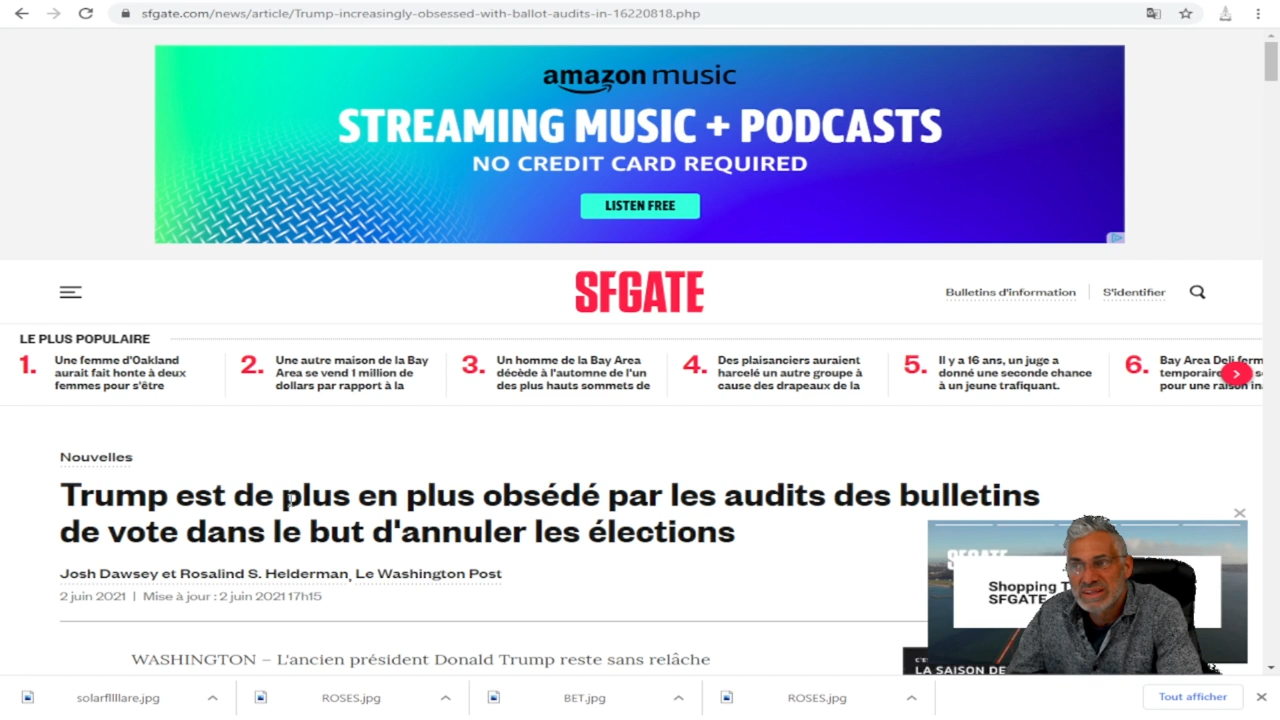 sfgate.com/news/article/Trump-increasingly-obsessed-with-ballot-audits-in-16220818.php
amazon music
STREAMING MUSIC + PODCASTS
NO CREDIT CARD REQUIRED
LISTEN FREE
SFGATE
Bulletins d'information
S'identifier
LE PLUS POPULAIRE
1.
Une femme d'Oakland
aurait fait honte à deux
femmes pour s'être
2.
Une autre maison de la Bay
Area se vend 1 million de
dollars par rapport à la
3.
Un homme de la Bay Area
décède à l'automne de l'un
des plus hauts sommets de
4.
Des plaisanciers auraient
harcelé un autre groupe à
cause des drapeaux de la
5.
Il y a 16 ans, un juge a
donné une seconde chance
à un jeune trafiquant.
6.
Bay Area Deli
pour une
Nouvelles
Trump est de plus en plus obsédé par les audits des bulletins
de vote dans le but d'annuler les élections
Josh Dawsey et Rosalind S. Helderman, Le Washington Post
2 juin 2021 | Mise à jour : 2 juin 2021 17h15
WASHINGTON – L'ancien président Donald Trump reste sans relâche
SFGATE
Shopping
SFGATE
LA SAISON DE
solarfllllare.jpg
ROSES.jpg
BET.jpg
ROSES.jpg
Tout afficher